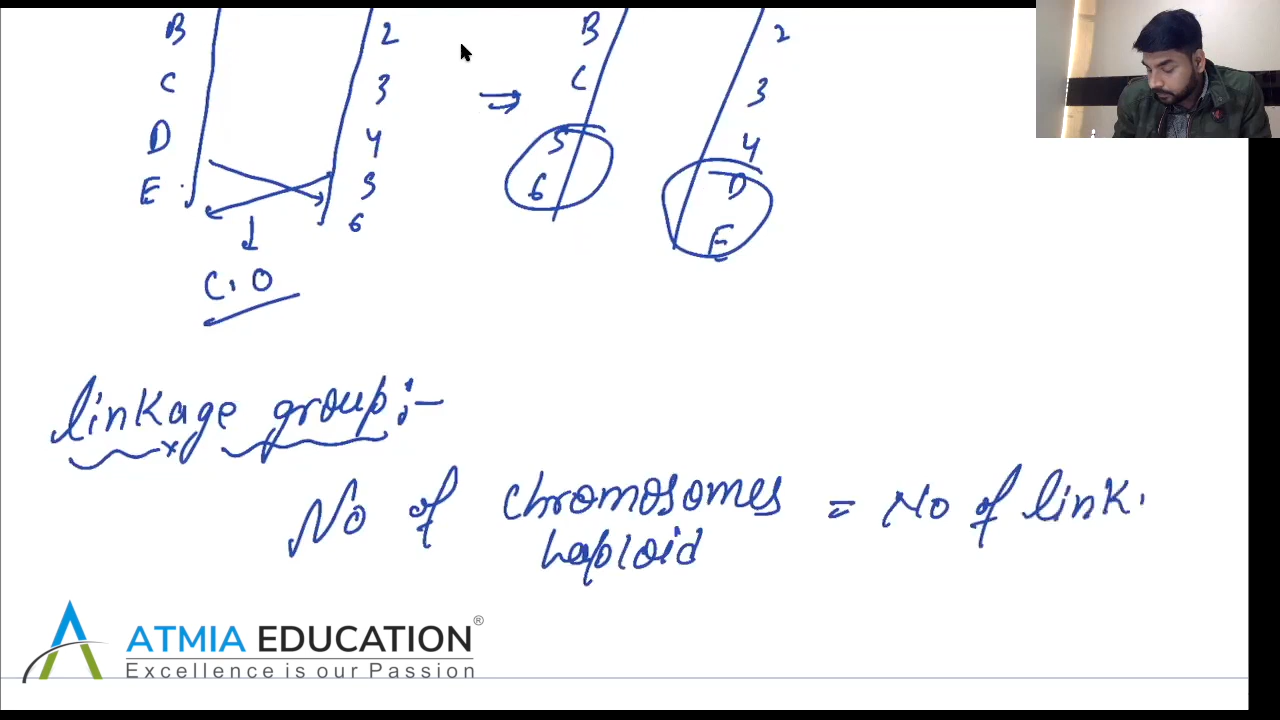 B 2 B 2
C 3 ⇒ C 3
D 4 5 4
E 5 6 D
6 E
C.O
linkage group:-
No of chromosomes = No of link.
haploid
ATMIA EDUCATION®
Excellence is our Passion